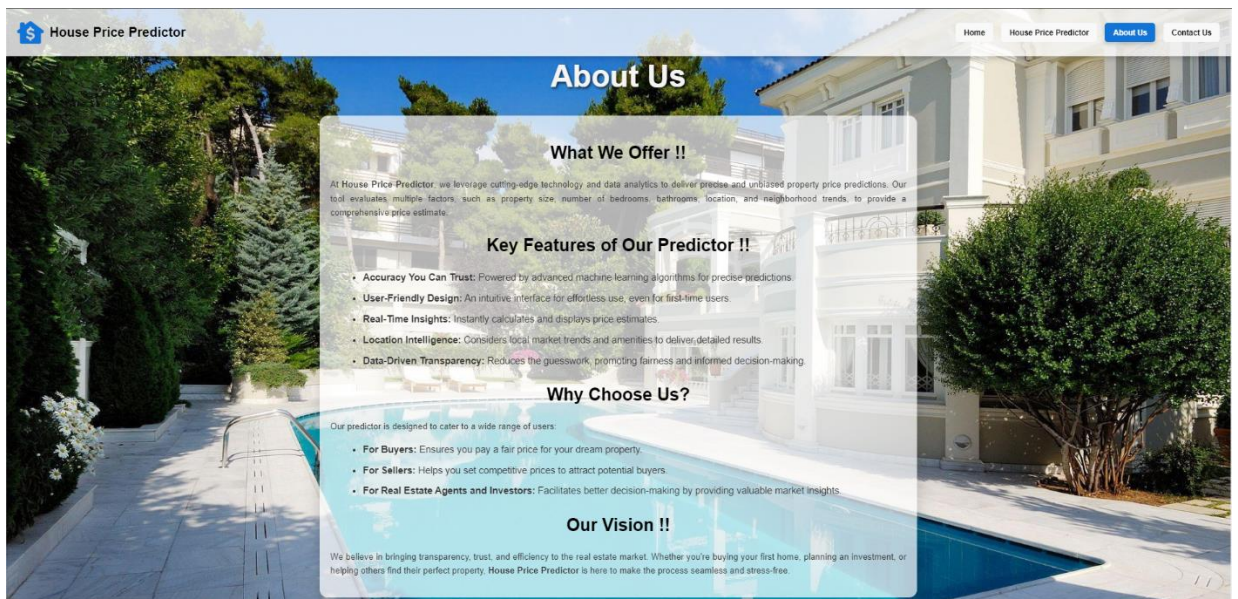 House Price Predictor
Home
House Price Predictor
About Us
Contact Us
About Us
What We Offer !!
At House Price Predictor, we leverage cutting-edge technology and data analytics to deliver precise and unbiased property price predictions. Our
tool evaluates multiple factors, such as property size, number of bedrooms, bathrooms, location, and neighborhood trends, to provide a
comprehensive price estimate.
Key Features of Our Predictor !!
• Accuracy You Can Trust: Powered by advanced machine learning algorithms for precise predictions.
• User-Friendly Design: An intuitive interface for effortless use, even for first-time users.
• Real-Time Insights: Instantly calculates and displays price estimates.
• Location Intelligence: Considers local market trends and amenities to deliver detailed results.
• Data-Driven Transparency: Reduces the guesswork, promoting fairness and informed decision-making.
Why Choose Us?
Our predictor is designed to cater to a wide range of users:
• For Buyers: Ensures you pay a fair price for your dream property.
• For Sellers: Helps you set competitive prices to attract potential buyers.
• For Real Estate Agents and Investors: Facilitates better decision-making by providing valuable market insights.
Our Vision !!
We believe in bringing transparency, trust, and efficiency to the real estate market. Whether you're buying your first home, planning an investment, or
helping others find their perfect property, House Price Predictor is here to make the process seamless and stress-free.